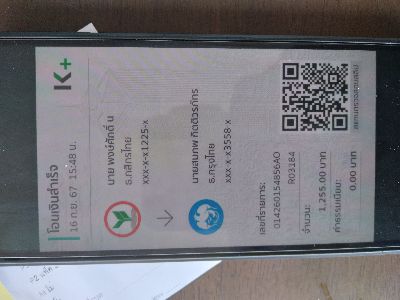 โอนเงินสำเร็จ
16 ก.ย. 67 15:48 น.
K+
นาย พงษ์ศักดิ์ น
ธ.กสิกรไทย
xxx-x-x1225-x
นายสมภพ กิตติวรภัทร
ธ.กรุงไทย
xxx-x-x3558-x
เลขที่รายการ:
014260154856AO
R03184
จำนวน:
1,255.00 บาท
ค่าธรรมเนียม:
0.00 บาท
สแกนตรวจสอบสลิป